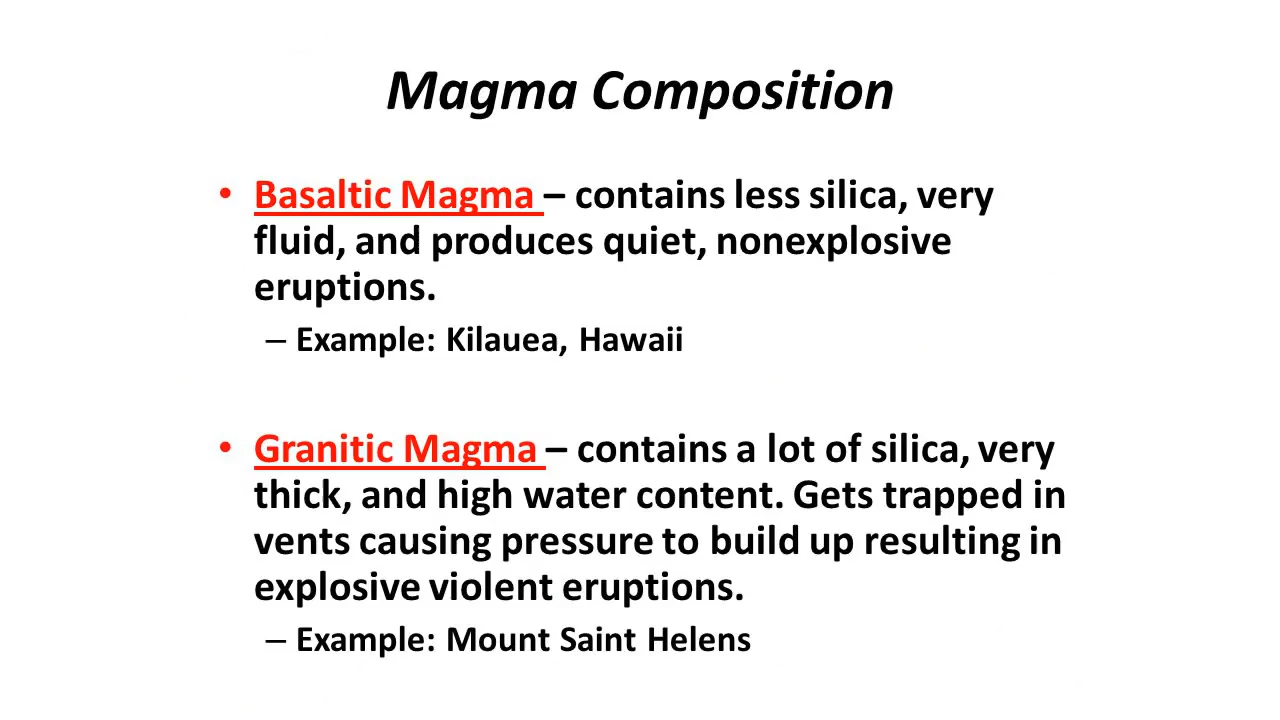 Magma Composition
• Basaltic Magma – contains less silica, very
fluid, and produces quiet, nonexplosive
eruptions.
– Example: Kilauea, Hawaii
• Granitic Magma – contains a lot of silica, very
thick, and high water content. Gets trapped in
vents causing pressure to build up resulting in
explosive violent eruptions.
– Example: Mount Saint Helens